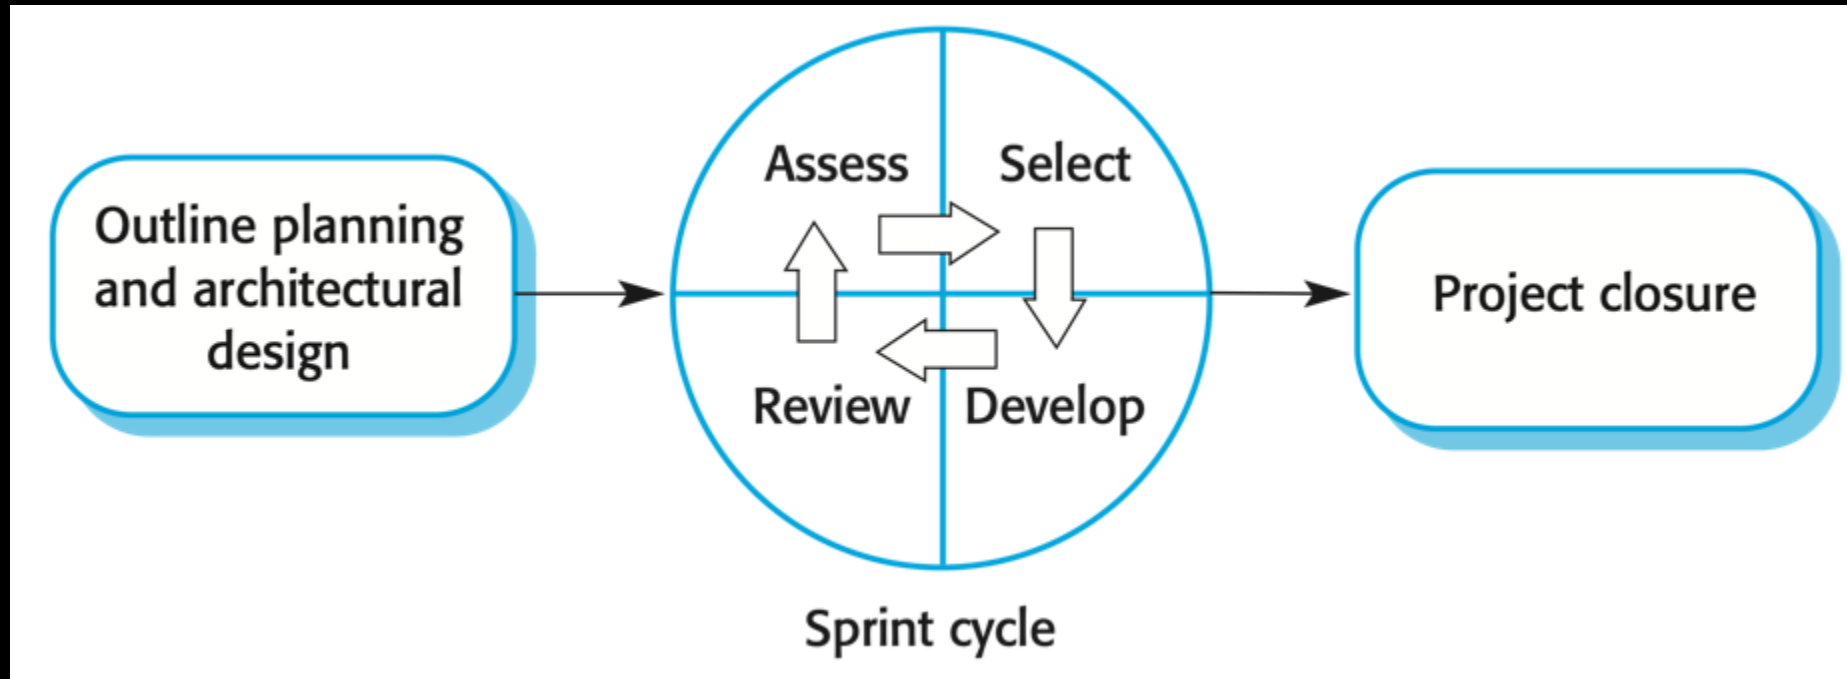 Outline planning
and architectural
design
Assess
Select
Review
Develop
Sprint cycle
Project closure